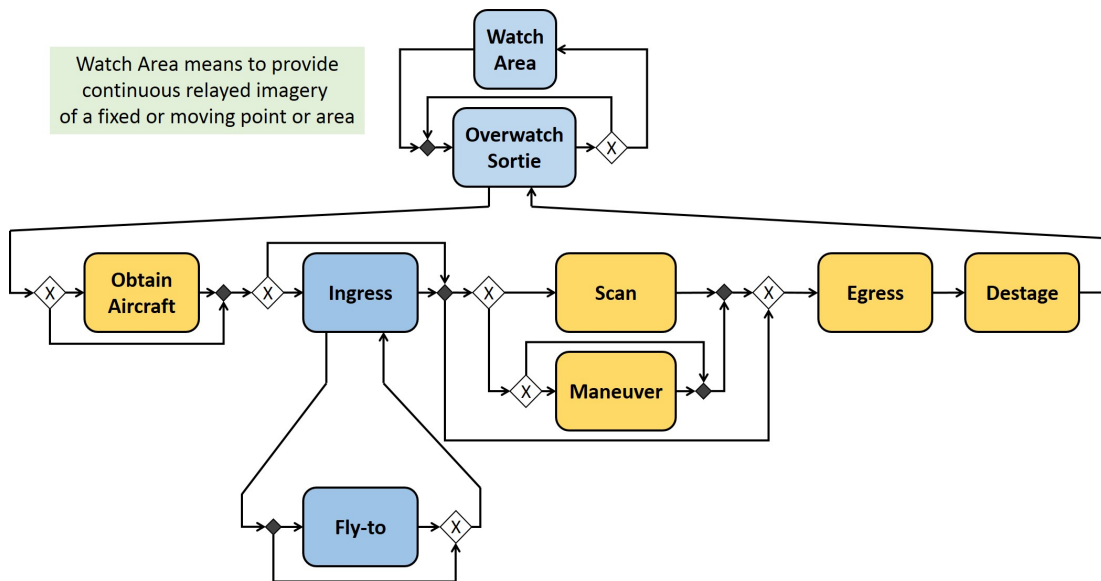 Watch Area means to provide
continuous relayed imagery
of a fixed or moving point or area
Watch
Area
Overwatch
Sortie
X
X
Obtain
Aircraft
X
Ingress
X
Scan
X
Egress
Destage
X
Maneuver
Fly-to
X